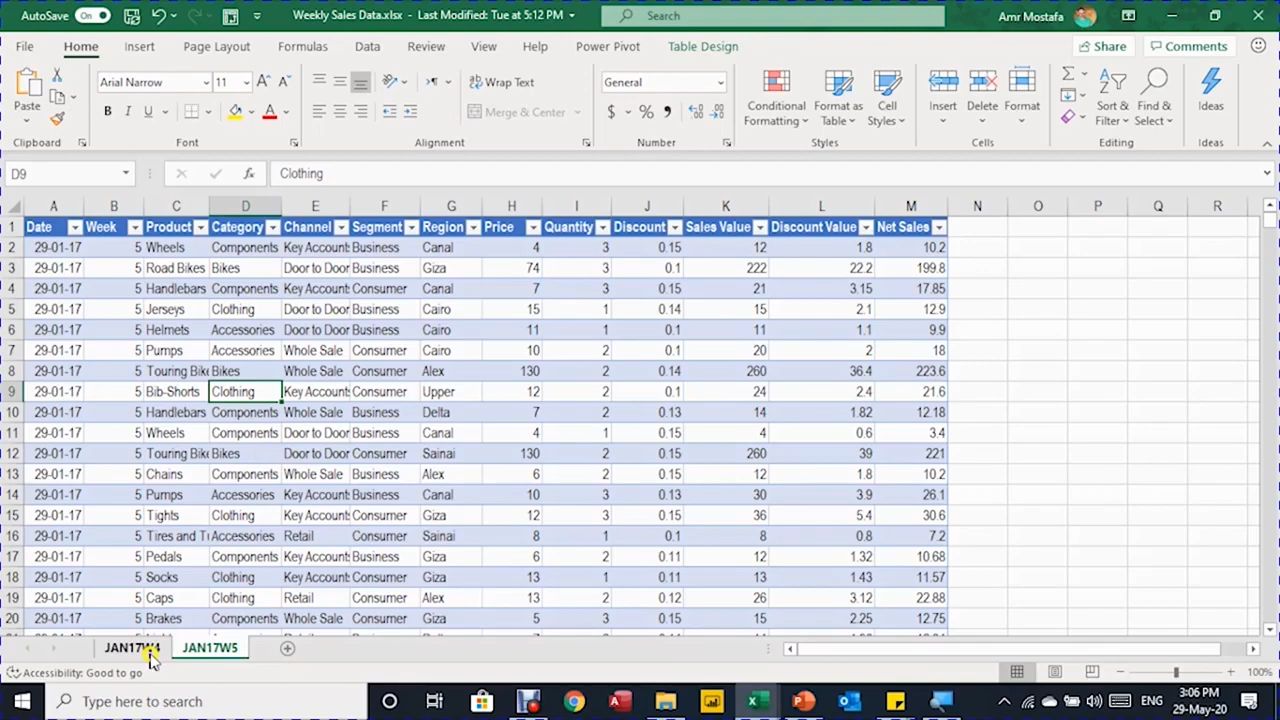 AutoSave On Weekly Sales Data.xlsx - Last Modified: Tue at 5:12 PM Search Amr Mostafa
File Home Insert Page Layout Formulas Data Review View Help Power Pivot Table Design Share Comments
Paste Arial Narrow 11 Wrap Text General Conditional Formatting Format as Table Cell Styles Insert Delete Format Sort & Filter Find & Select Ideas
B I U Merge & Center $ %
Clipboard Font Alignment Number Styles Cells Editing Ideas
D9 fx Clothing
A B C D E F G H I J K L M N O P Q R
1 Date Week Product Category Channel Segment Region Price Quantity Discount Sales Value Discount Value Net Sales
2 29-01-17 5 Wheels Components Key Account Business Canal 4 3 0.15 12 1.8 10.2
3 29-01-17 5 Road Bikes Bikes Door to Door Business Giza 74 3 0.1 222 22.2 199.8
4 29-01-17 5 Handlebars Components Key Account Consumer Canal 7 3 0.15 21 3.15 17.85
5 29-01-17 5 Jerseys Clothing Door to Door Business Cairo 15 1 0.14 15 2.1 12.9
6 29-01-17 5 Helmets Accessories Door to Door Business Cairo 11 1 0.1 11 1.1 9.9
7 29-01-17 5 Pumps Accessories Whole Sale Consumer Cairo 10 2 0.1 20 2 18
8 29-01-17 5 Touring Bike Bikes Whole Sale Consumer Alex 130 2 0.14 260 36.4 223.6
9 29-01-17 5 Bib-Shorts Clothing Key Account Consumer Upper 12 2 0.1 24 2.4 21.6
10 29-01-17 5 Handlebars Components Whole Sale Business Delta 7 2 0.13 14 1.82 12.18
11 29-01-17 5 Wheels Components Door to Door Business Canal 4 1 0.15 4 0.6 3.4
12 29-01-17 5 Touring Bike Bikes Door to Door Consumer Sainai 130 2 0.15 260 39 221
13 29-01-17 5 Chains Components Whole Sale Business Alex 6 2 0.15 12 1.8 10.2
14 29-01-17 5 Pumps Accessories Key Account Business Canal 10 3 0.13 30 3.9 26.1
15 29-01-17 5 Tights Clothing Key Account Consumer Giza 12 3 0.15 36 5.4 30.6
16 29-01-17 5 Tires and T Accessories Retail Consumer Sainai 8 1 0.1 8 0.8 7.2
17 29-01-17 5 Pedals Components Key Account Business Giza 6 2 0.11 12 1.32 10.68
18 29-01-17 5 Socks Clothing Key Account Consumer Giza 13 1 0.11 13 1.43 11.57
19 29-01-17 5 Caps Clothing Retail Consumer Alex 13 2 0.12 26 3.12 22.88
20 29-01-17 5 Brakes Components Whole Sale Business Giza 5 3 0.15 15 2.25 12.75
JAN17W4 JAN17W5
Accessibility: Good to go 100%
Type here to search ENG 3:06 PM
29-May-20